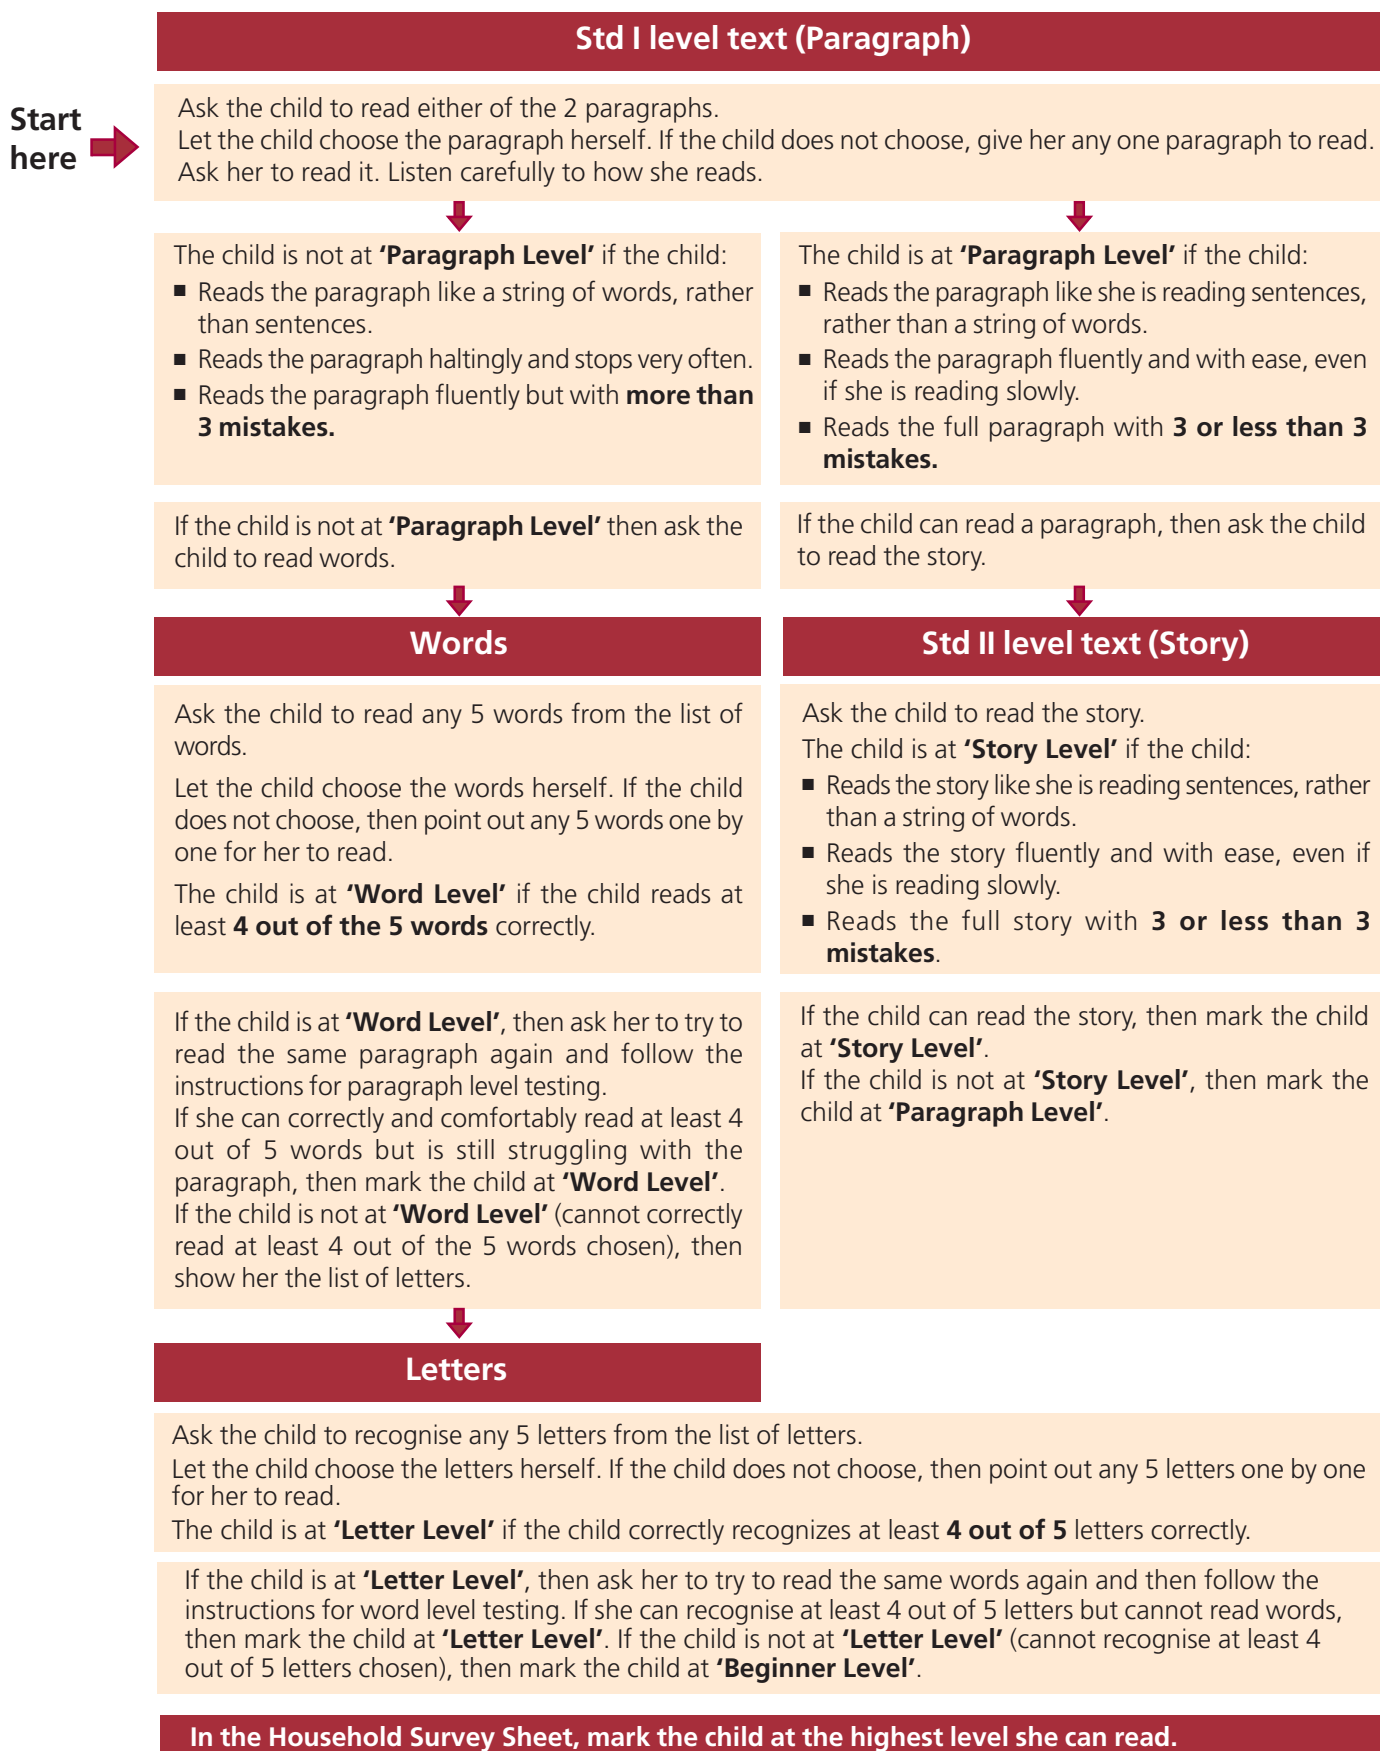 Std I level text (Paragraph)
Start
here
Ask the child to read either of the 2 paragraphs.
Let the child choose the paragraph herself. If the child does not choose, give her any one paragraph to read.
Ask her to read it. Listen carefully to how she reads.
The child is not at ‘Paragraph Level’ if the child:
■ Reads the paragraph like a string of words, rather
than sentences.
■ Reads the paragraph haltingly and stops very often.
■ Reads the paragraph fluently but with more than
3 mistakes.
The child is at ‘Paragraph Level’ if the child:
■ Reads the paragraph like she is reading sentences,
rather than a string of words.
■ Reads the paragraph fluently and with ease, even
if she is reading slowly.
■ Reads the full paragraph with 3 or less than 3
mistakes.
If the child is not at ‘Paragraph Level’ then ask the
child to read words.
If the child can read a paragraph, then ask the child
to read the story.
Words
Ask the child to read any 5 words from the list of
words.
Let the child choose the words herself. If the child
does not choose, then point out any 5 words one by
one for her to read.
The child is at ‘Word Level’ if the child reads at
least 4 out of the 5 words correctly.
If the child is at ‘Word Level’, then ask her to try to
read the same paragraph again and follow the
instructions for paragraph level testing.
If she can correctly and comfortably read at least 4
out of 5 words but is still struggling with the
paragraph, then mark the child at ‘Word Level’.
If the child is not at ‘Word Level’ (cannot correctly
read at least 4 out of the 5 words chosen), then
show her the list of letters.
Std II level text (Story)
Ask the child to read the story.
The child is at ‘Story Level’ if the child:
■ Reads the story like she is reading sentences, rather
than a string of words.
■ Reads the story fluently and with ease, even if
she is reading slowly.
■ Reads the full story with 3 or less than 3
mistakes.
If the child can read the story, then mark the child
at ‘Story Level’.
If the child is not at ‘Story Level’, then mark the
child at ‘Paragraph Level’.
Letters
Ask the child to recognise any 5 letters from the list of letters.
Let the child choose the letters herself. If the child does not choose, then point out any 5 letters one by one
for her to read.
The child is at ‘Letter Level’ if the child correctly recognizes at least 4 out of 5 letters correctly.
If the child is at ‘Letter Level’, then ask her to try to read the same words again and then follow the
instructions for word level testing. If she can recognise at least 4 out of 5 letters but cannot read words,
then mark the child at ‘Letter Level’. If the child is not at ‘Letter Level’ (cannot recognise at least 4
out of 5 letters chosen), then mark the child at ‘Beginner Level’.
In the Household Survey Sheet, mark the child at the highest level she can read.